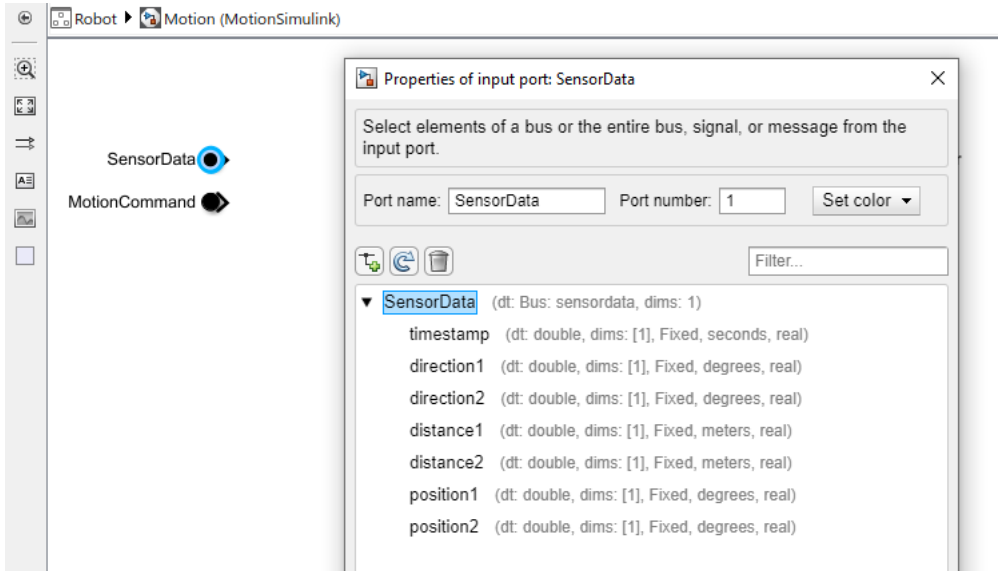 Robot Motion (MotionSimulink)
Properties of input port: SensorData
Select elements of a bus or the entire bus, signal, or message from the
input port.
SensorData
MotionCommand
Port name: SensorData Port number: 1 Set color
Filter...
SensorData (dt: Bus: sensordata, dims: 1)
timestamp (dt: double, dims: [1], Fixed, seconds, real)
direction1 (dt: double, dims: [1], Fixed, degrees, real)
direction2 (dt: double, dims: [1], Fixed, degrees, real)
distance1 (dt: double, dims: [1], Fixed, meters, real)
distance2 (dt: double, dims: [1], Fixed, meters, real)
position1 (dt: double, dims: [1], Fixed, degrees, real)
position2 (dt: double, dims: [1], Fixed, degrees, real)